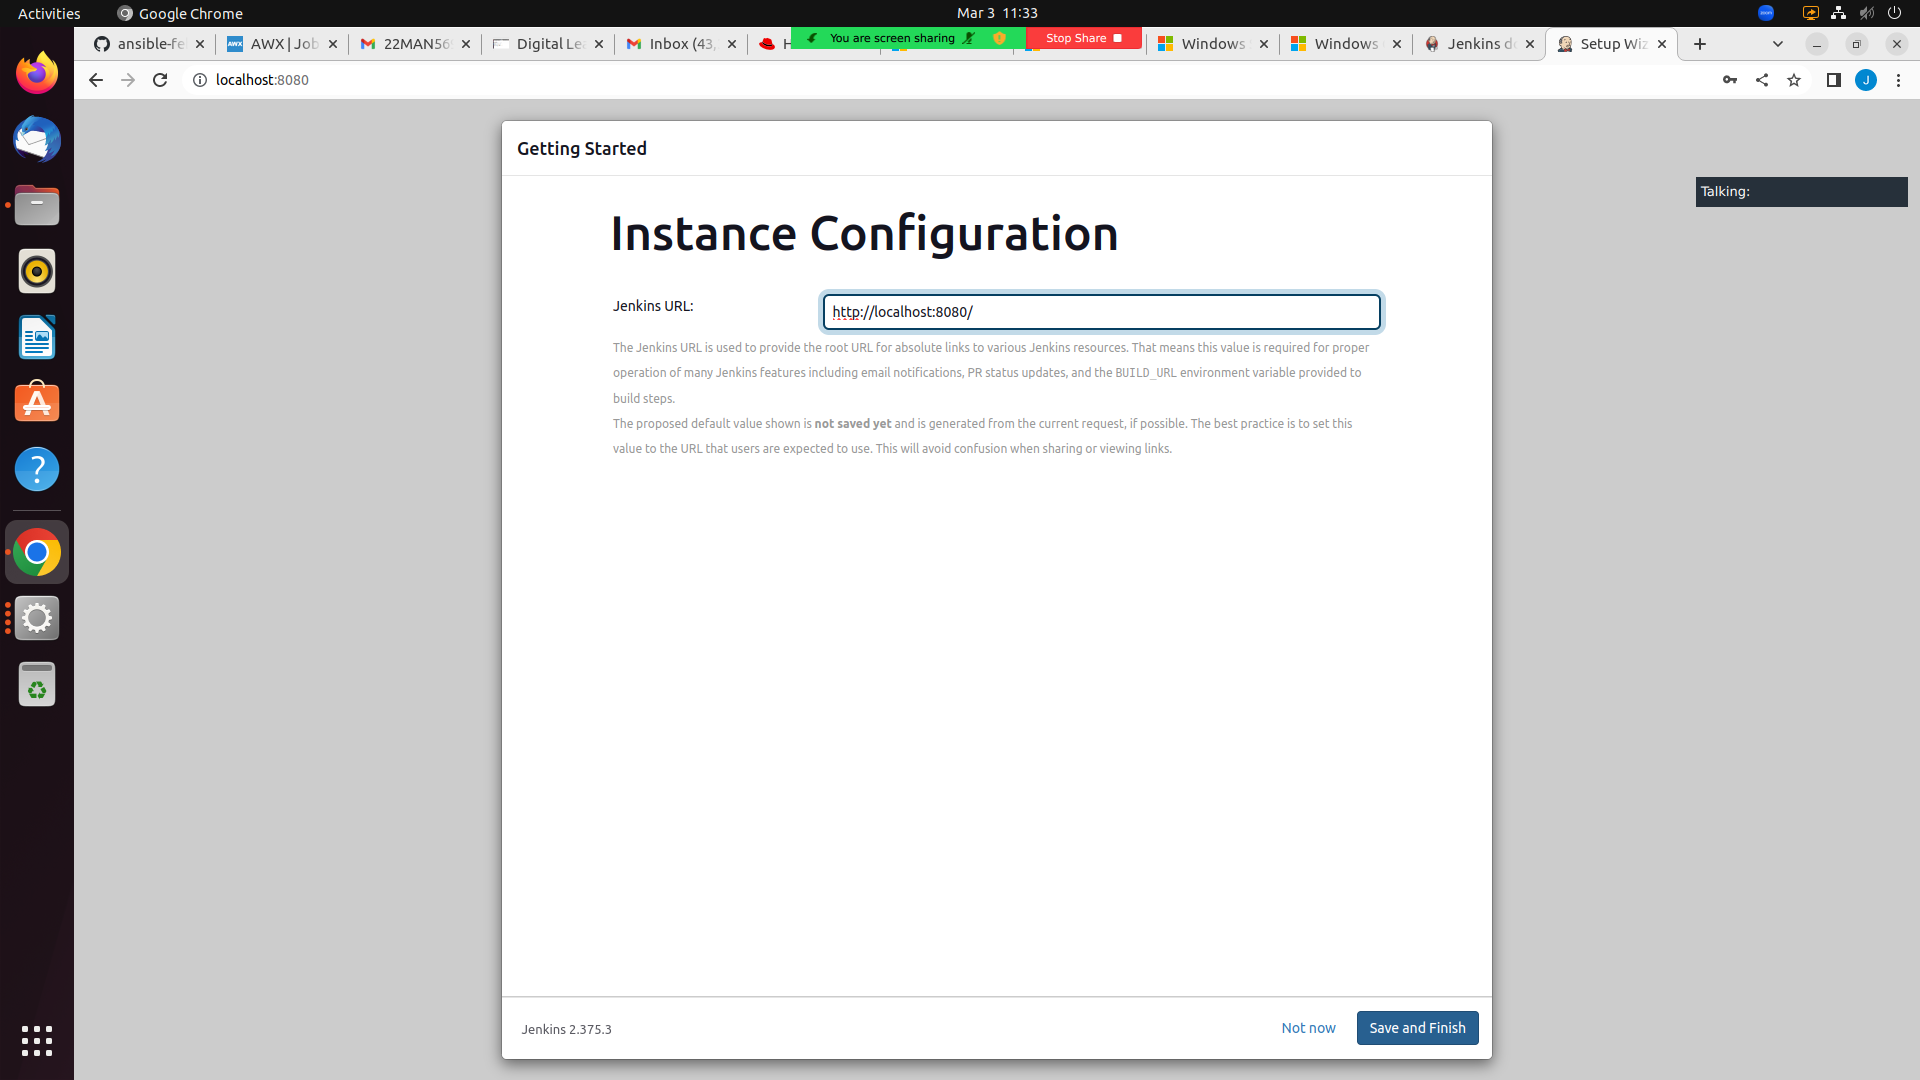 Activities
Google Chrome
Mar 3 11:33
zoom
ansible-fe
AWX
AWX | Job
22MAN56
Digital Lea
Inbox (43,
H
You are screen sharing
Stop Share
Windows
Windows
Jenkins d
Setup Wiz
localhost:8080
J
Getting Started
Talking:
Instance Configuration
Jenkins URL:
http://localhost:8080/
The Jenkins URL is used to provide the root URL for absolute links to various Jenkins resources. That means this value is required for proper
operation of many Jenkins features including email notifications, PR status updates, and the BUILD_URL environment variable provided to
build steps.
The proposed default value shown is not saved yet and is generated from the current request, if possible. The best practice is to set this
value to the URL that users are expected to use. This will avoid confusion when sharing or viewing links.
Jenkins 2.375.3
Not now
Save and Finish